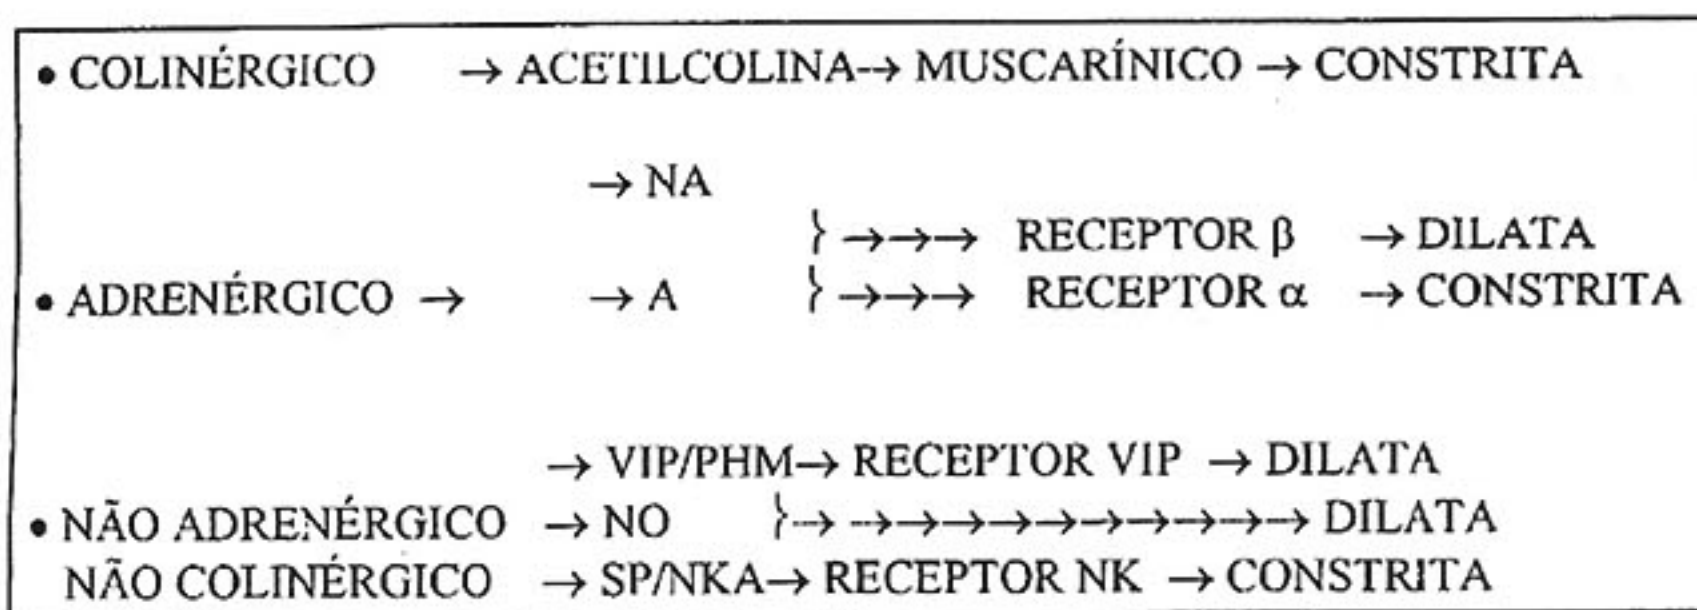 • COLINÉRGICO → ACETILCOLINA→ MUSCARÍNICO → CONSTRITA
→ NA
} →→→ RECEPTOR β → DILATA
• ADRENÉRGICO → → A } →→→ RECEPTOR α → CONSTRITA
→ VIP/PHM→ RECEPTOR VIP → DILATA
• NÃO ADRENÉRGICO → NO }→ →→→→→→→→→→ DILATA
NÃO COLINÉRGICO → SP/NKA→ RECEPTOR NK → CONSTRITA